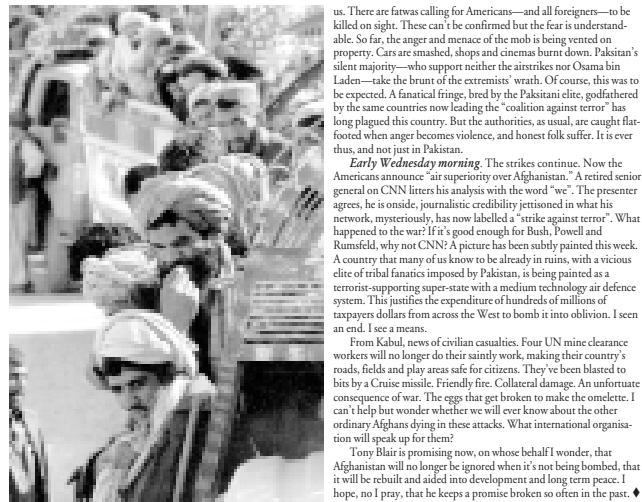 us. There are fatwas calling for Americans—and all foreigners—to be
killed on sight. These can't be confirmed but the fear is understand-
able. So far, the anger and menace of the mob is being vented on
property. Cars are smashed, shops and cinemas burnt down. Paksitan's
silent majority—who support neither the airstrikes nor Osama bin
Laden—take the brunt of the extremists' wrath. Of course, this was to
be expected. A fanatical fringe, bred by the Paksitani elite, godfathered
by the same countries now leading the "coalition against terror" has
long plagued this country. But the authorities, as usual, are caught flat-
footed when anger becomes violence, and honest folk suffer. It is ever
thus, and not just in Pakistan.
Early Wednesday morning. The strikes continue. Now the
Americans announce "air superiority over Afghanistan." A retired senior
general on CNN litters his analysis with the word "we". The presenter
agrees, he is onside, journalistic credibility jettisoned in what his
network, mysteriously, has now labelled a "strike against terror". What
happened to the war? If it's good enough for Bush, Powell and
Rumsfeld, why not CNN? A picture has been subtly painted this week.
A country that many of us know to be already in ruins, with a vicious
elite of tribal fanatics imposed by Pakistan, is being painted as a
terrorist-supporting super-state with a medium technology air defence
system. This justifies the expenditure of hundreds of millions of
taxpayers dollars from across the West to bomb it into oblivion. I seen
an end. I see a means.
From Kabul, news of civilian casualties. Four UN mine clearance
workers will no longer do their saintly work, making their country's
roads, fields and play areas safe for citizens. They've been blasted to
bits by a Cruise missile. Friendly fire. Collateral damage. An unfortuate
consequence of war. The eggs that get broken to make the omelette. I
can't help but wonder whether we will ever know about the other
ordinary Afghans dying in these attacks. What international organisa-
tion will speak up for them?
Tony Blair is promising now, on whose behalf I wonder, that
Afghanistan will no longer be ignored when it's not being bombed, that
it will be rebuilt and aided into development and long term peace. I
hope, no I pray, that he keeps a promise broken so often in the past. ♦